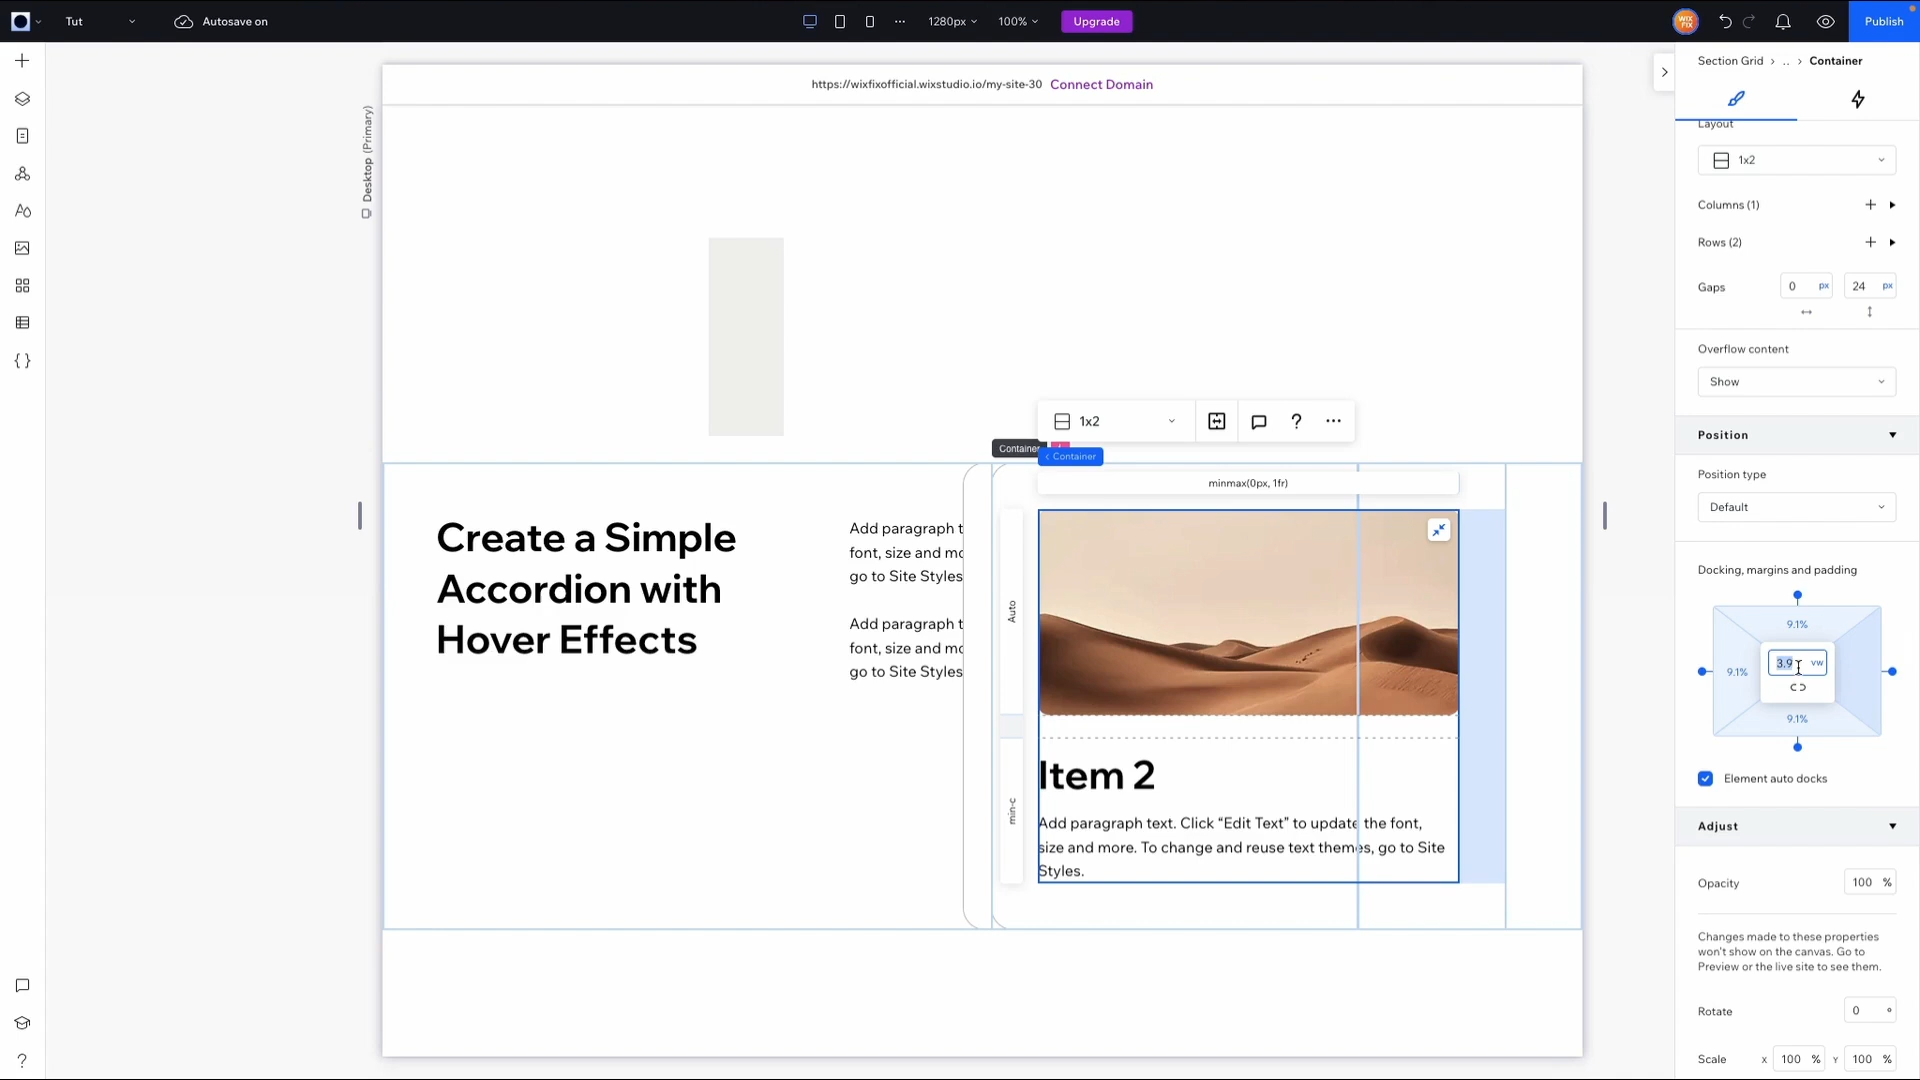 Tut
Autosave on
1280px
100%
Upgrade
WIX
FIX
Publish
https://wixfixofficial.wixstudio.io/my-site-30 Connect Domain
Desktop (Primary)
Section Grid > .. > Container
Layout
1x2
Columns (1)
Rows (2)
Gaps
0 px
24 px
Overflow content
Show
Position
Position type
Default
Docking, margins and padding
9.1%
9.1%
3.9 vw
9.1%
Element auto docks
Adjust
Opacity
100 %
Changes made to these properties
won't show on the canvas. Go to
Preview or the live site to see them.
Rotate
0 °
Scale
X 100 %
Y 100 %
1x2
?
Container
< Container
minmax(0px, 1fr)
Auto
min-c
Create a Simple
Accordion with
Hover Effects
Add paragraph t
font, size and mo
go to Site Styles
Add paragraph t
font, size and mo
go to Site Styles
Item 2
Add paragraph text. Click “Edit Text” to update the font,
size and more. To change and reuse text themes, go to Site
Styles.
?